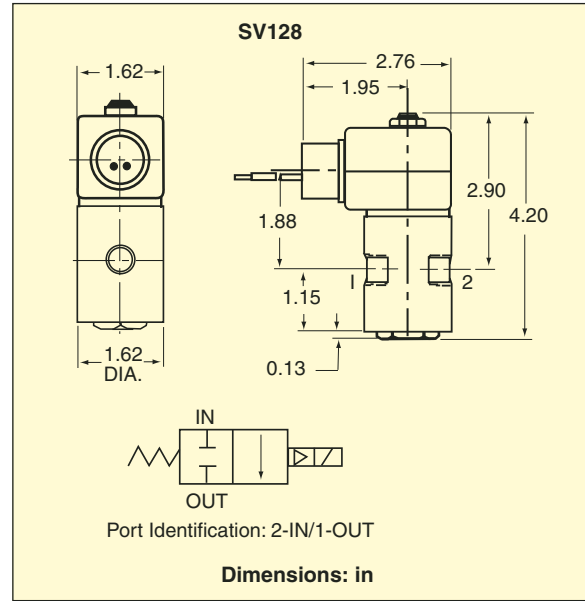 SV128
1.62
2.76
1.95
2.90
4.20
1.88
1 2
1.15
1.62
DIA.
0.13
IN
OUT
Port Identification: 2-IN/1-OUT
Dimensions: in